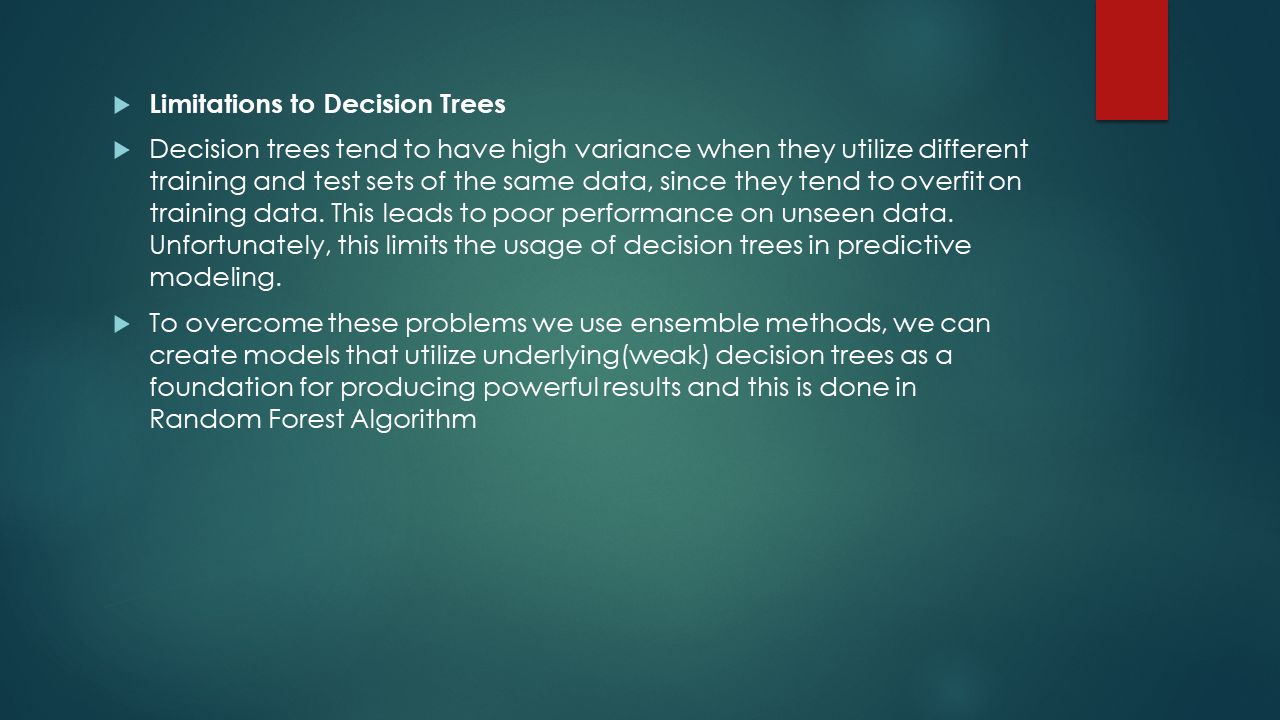 Limitations to Decision Trees
Decision trees tend to have high variance when they utilize different
training and test sets of the same data, since they tend to overfit on
training data. This leads to poor performance on unseen data.
Unfortunately, this limits the usage of decision trees in predictive
modeling.
To overcome these problems we use ensemble methods, we can
create models that utilize underlying(weak) decision trees as a
foundation for producing powerful results and this is done in
Random Forest Algorithm